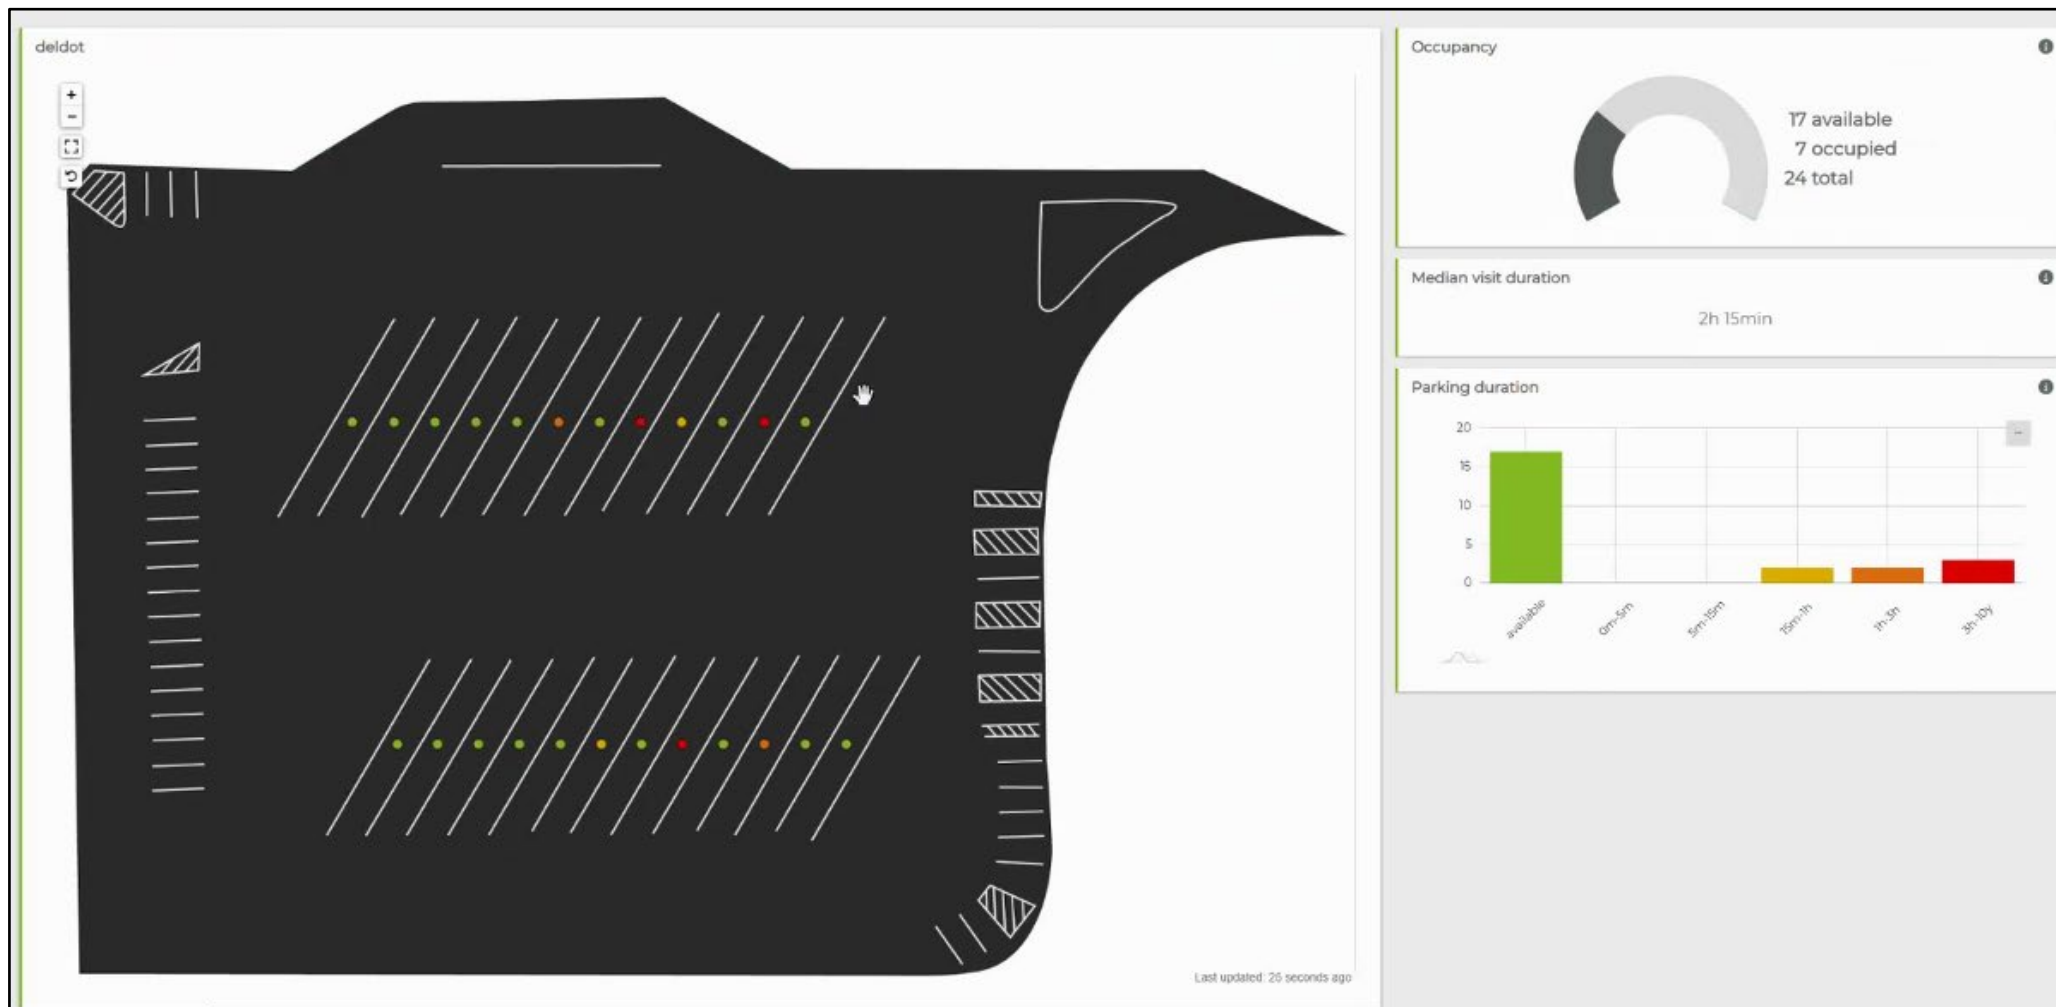 deldot
+
−
Last updated: 25 seconds ago
Occupancy
17 available
7 occupied
24 total
Median visit duration
2h 15min
Parking duration
20
15
10
5
0
available
0m-5m
5m-15m
15m-1h
1h-3h
3h-10y